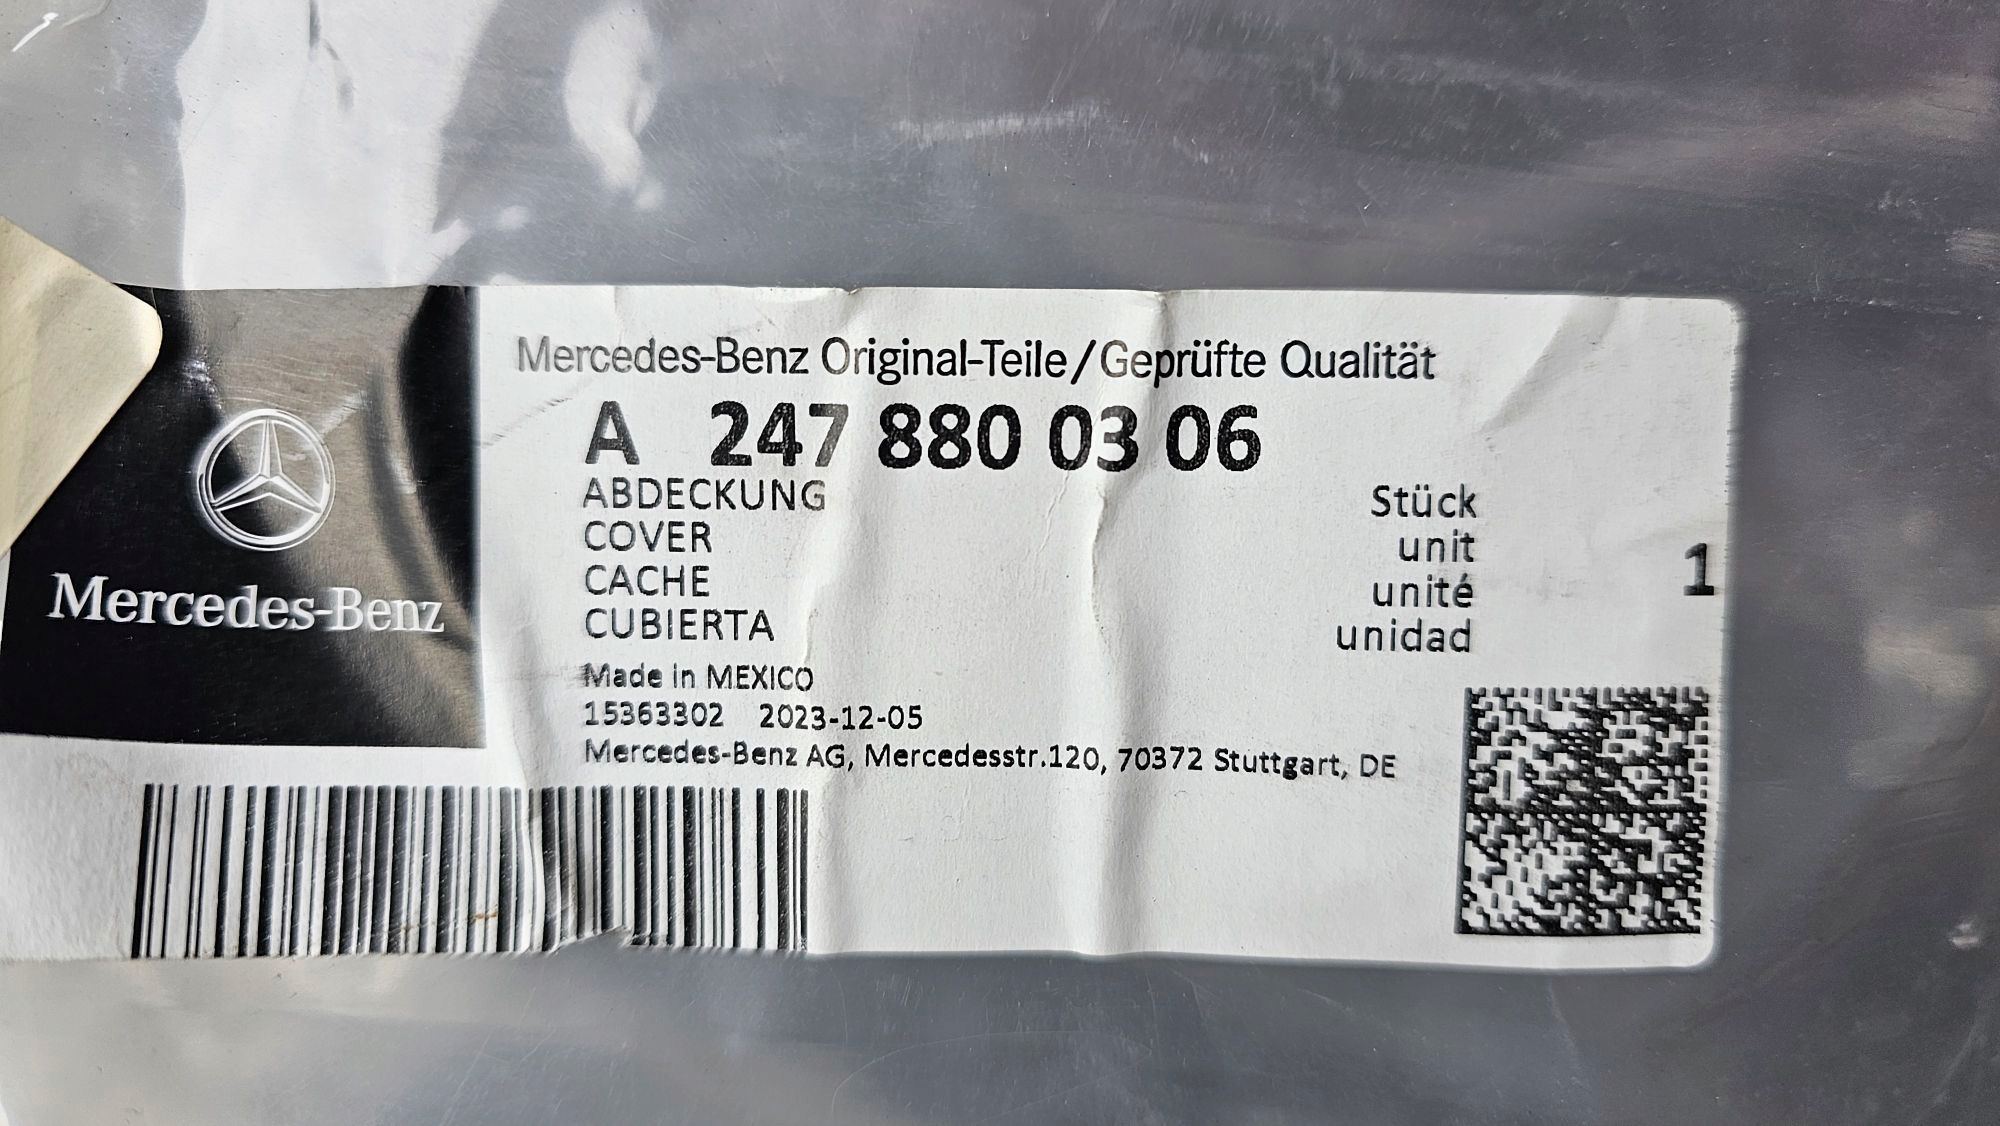 Mercedes-Benz
Mercedes-Benz Original-Teile/Geprüfte Qualität
A 247 880 03 06
ABDECKUNG
COVER
CACHE
CUBIERTA
Stück
unit
unité
unidad
1
Made in MEXICO
15363302 2023-12-05
Mercedes-Benz AG, Mercedesstr.120, 70372 Stuttgart, DE